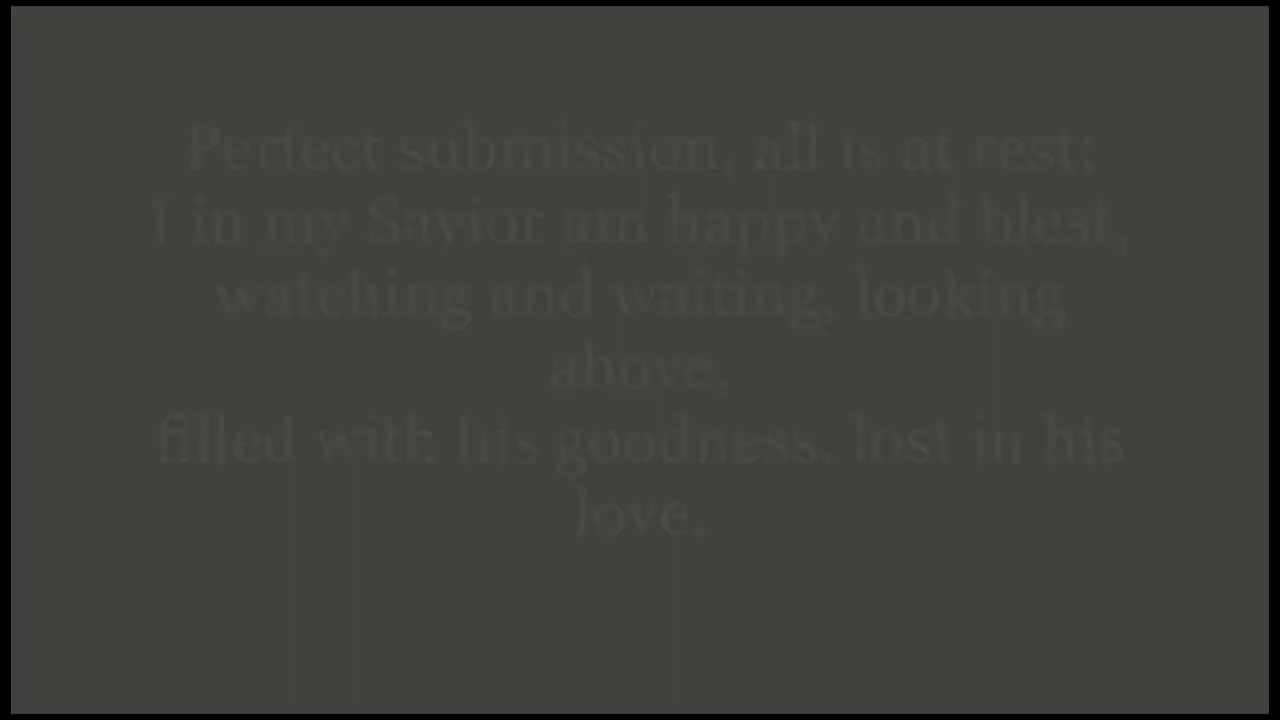 Perfect submission, all is at rest;
I in my Savior am happy and blest,
watching and waiting, looking
above,
filled with his goodness, lost in his
love.